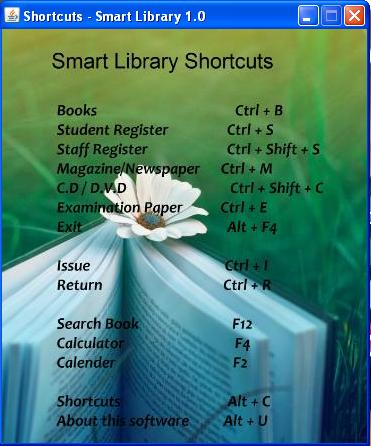 Shortcuts - Smart Library 1.0
Smart Library Shortcuts
Books Ctrl + B
Student Register Ctrl + S
Staff Register Ctrl + Shift + S
Magazine/Newspaper Ctrl + M
C.D / D.V.D Ctrl + Shift + C
Examination Paper Ctrl + E
Exit Alt + F4
Issue Ctrl + I
Return Ctrl + R
Search Book F12
Calculator F4
Calender F2
Shortcuts Alt + C
About this software Alt + U